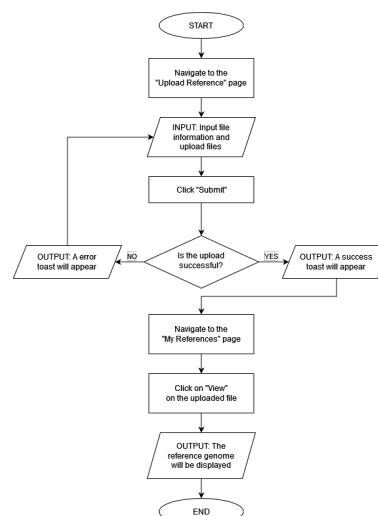 START
Navigate to the
"Upload Reference" page
INPUT: Input file
information and
upload files
Click "Submit"
Is the upload
successful?
NO
YES
OUTPUT: A error
toast will appear
OUTPUT: A success
toast will appear
Navigate to the
"My References" page
Click on "View"
on the uploaded file
OUTPUT: The
reference genome
will be displayed
END